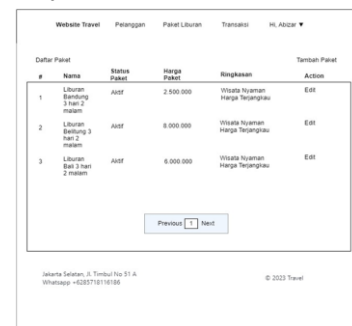 Website Travel Pelanggan Paket Liburan Transaksi Hi, Abizar ▼
Daftar Paket Tambah Paket
# Nama Status Paket Harga Paket Ringkasan Action
1 Liburan Bandung 3 hari 2 malam Aktif 2.500.000 Wisata Nyaman Harga Terjangkau Edit
2 Liburan Belitung 3 hari 2 malam Aktif 8.000.000 Wisata Nyaman Harga Terjangkau Edit
3 Liburan Bali 3 hari 2 malam Aktif 6.000.000 Wisata Nyaman Harga Terjangkau Edit
Previous 1 Next
Jakarta Selatan, Jl. Timbul No 51 A
Whatsapp +6285718116186
© 2023 Travel